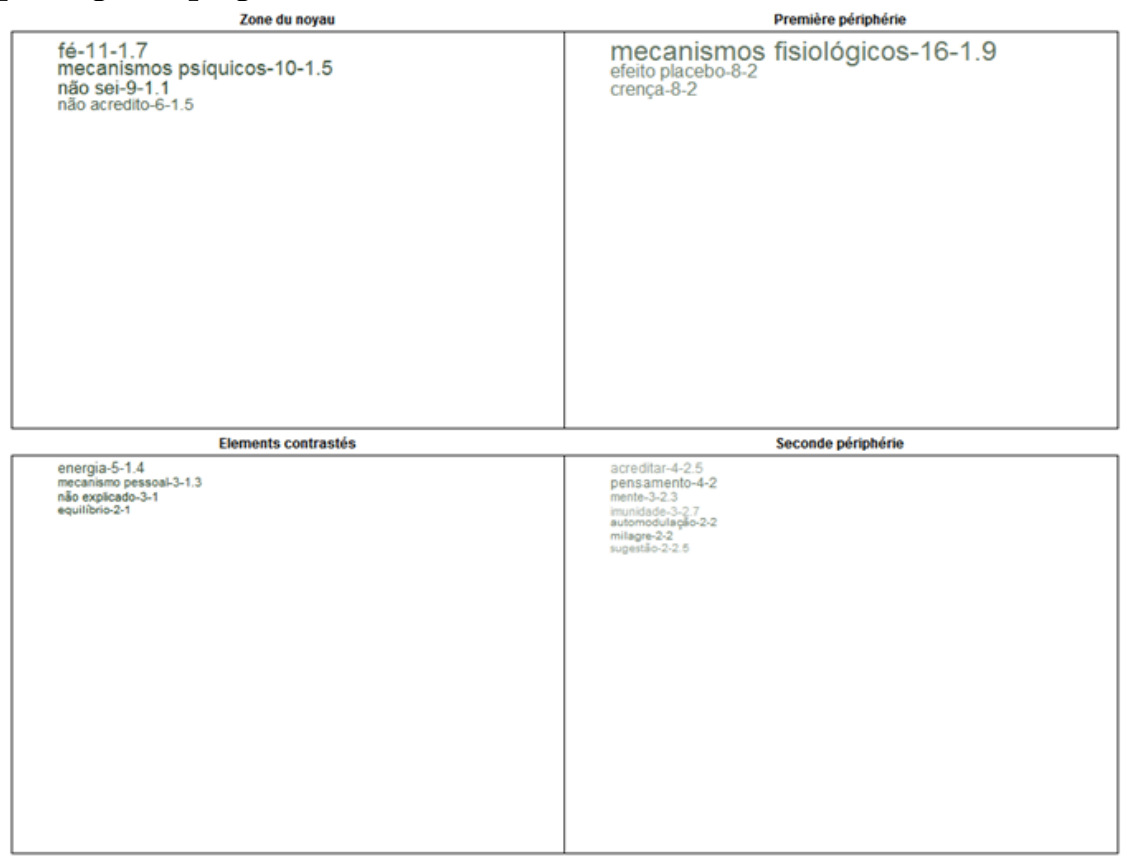 Zone du noyau
fé-11-1.7
mecanismos psíquicos-10-1.5
não sei-9-1.1
não acredito-6-1.5
Première périphérie
mecanismos fisiológicos-16-1.9
efeito placebo-8-2
crença-8-2
Elements contrastés
energia-5-1.4
mecanismo pessoal-3-1.3
não explicado-3-1
equilíbrio-2-1
Seconde périphérie
acreditar-4-2.5
pensamento-4-2
mente-3-2.3
imunidade-3-2.7
automodulação-2-2
milagre-2-2
sugestão-2-2.5